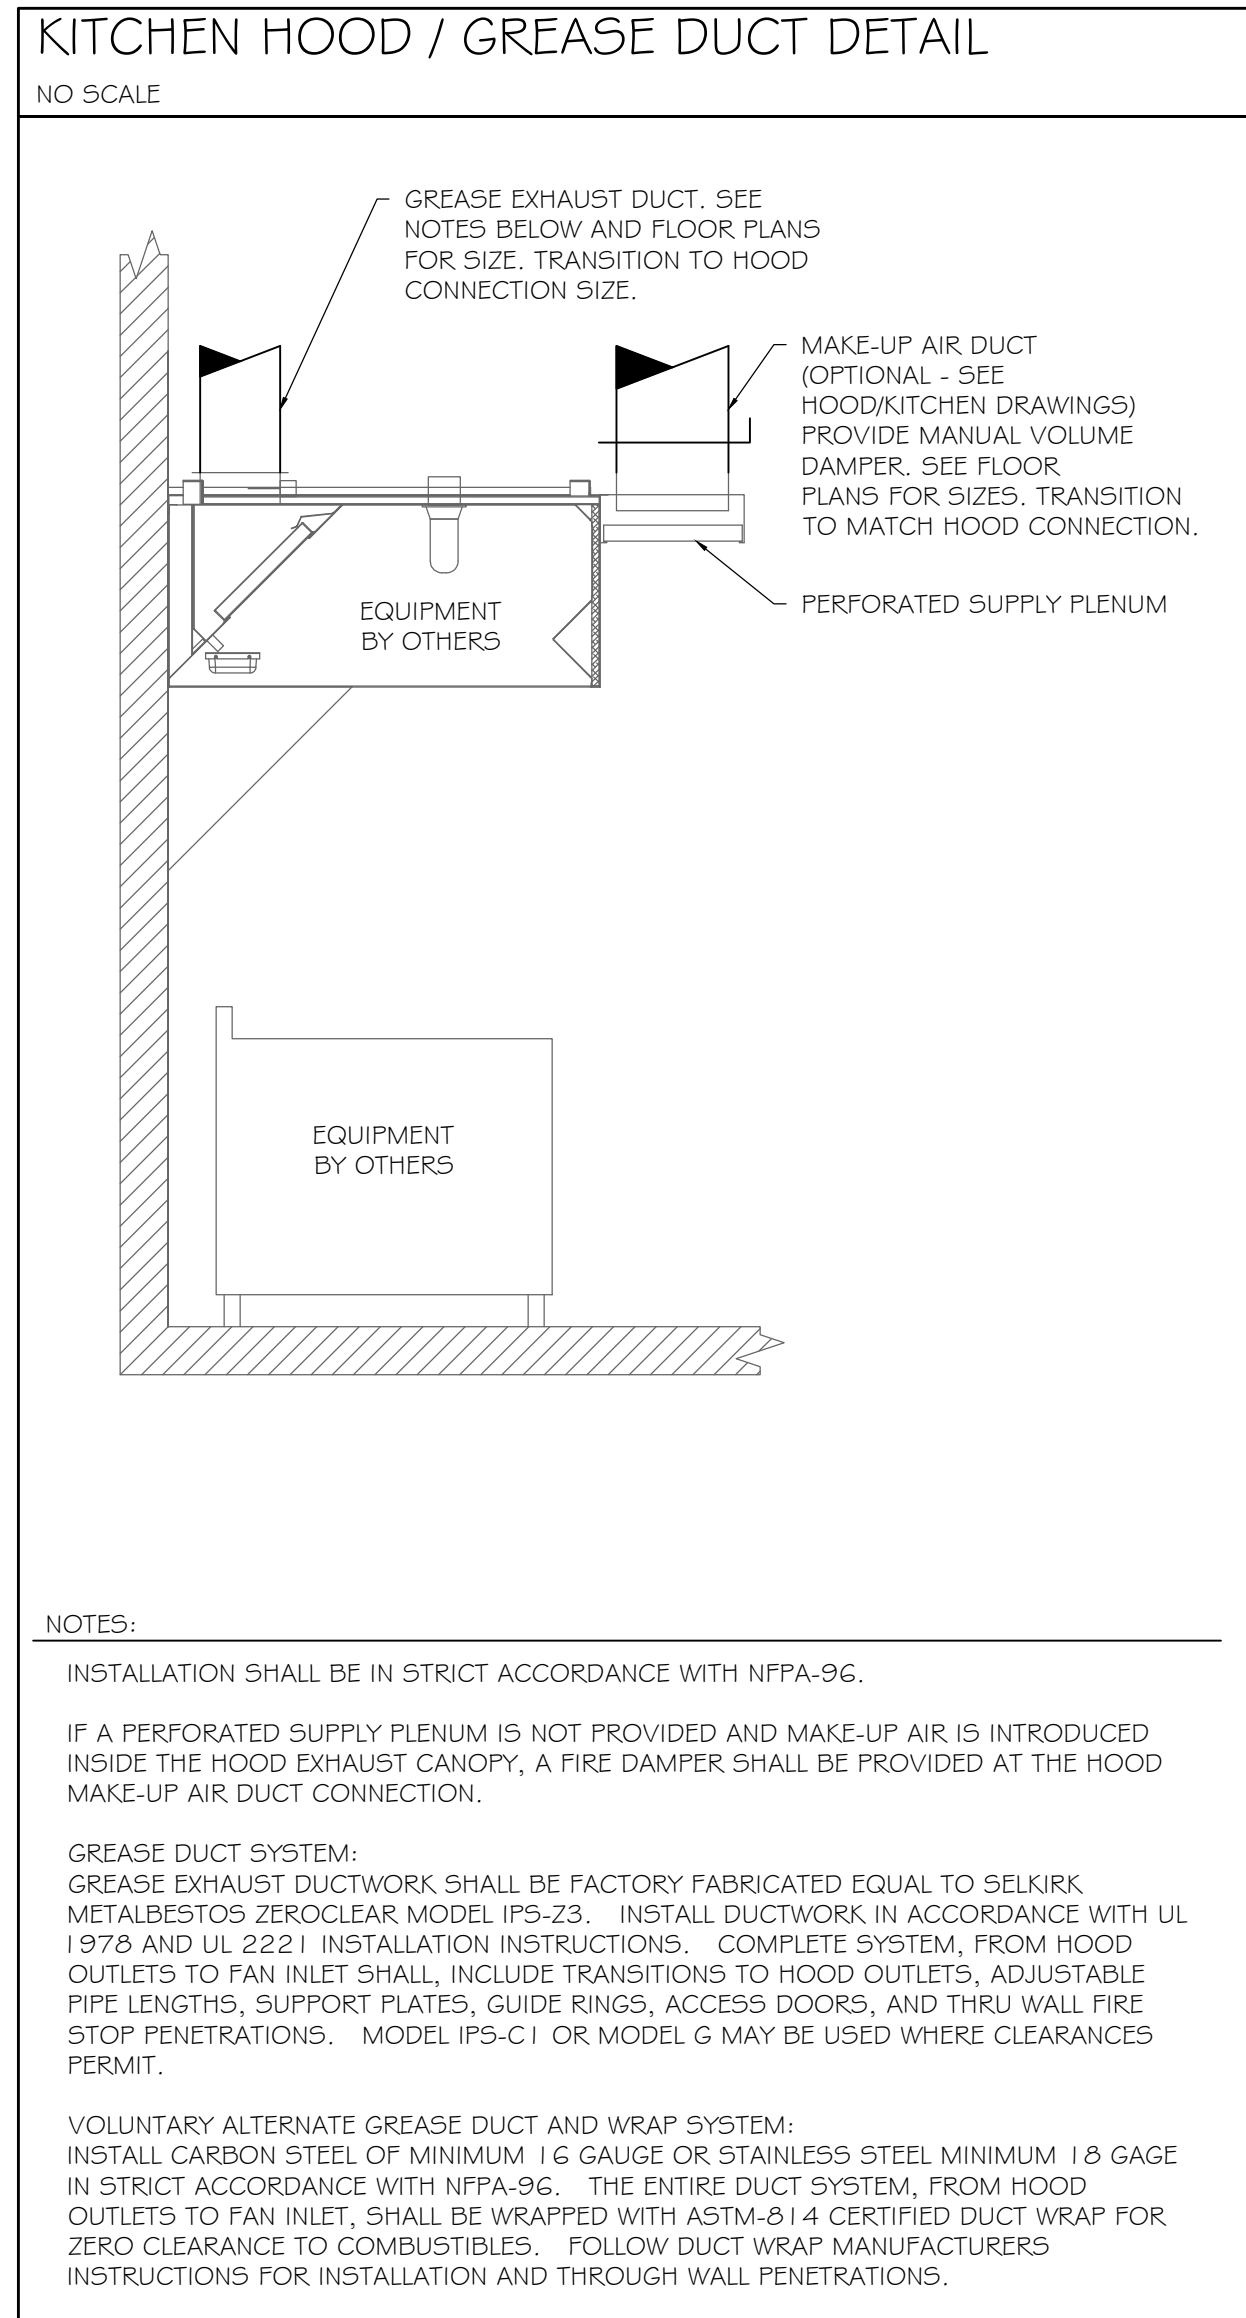 KITCHEN HOOD / GREASE DUCT DETAIL
NO SCALE
GREASE EXHAUST DUCT. SEE
NOTES BELOW AND FLOOR PLANS
FOR SIZE. TRANSITION TO HOOD
CONNECTION SIZE.
MAKE-UP AIR DUCT
(OPTIONAL - SEE
HOOD/KITCHEN DRAWINGS)
PROVIDE MANUAL VOLUME
DAMPER. SEE FLOOR
PLANS FOR SIZES. TRANSITION
TO MATCH HOOD CONNECTION.
PERFORATED SUPPLY PLENUM
EQUIPMENT
BY OTHERS
EQUIPMENT
BY OTHERS
NOTES:
INSTALLATION SHALL BE IN STRICT ACCORDANCE WITH NFPA-96.
IF A PERFORATED SUPPLY PLENUM IS NOT PROVIDED AND MAKE-UP AIR IS INTRODUCED
INSIDE THE HOOD EXHAUST CANOPY, A FIRE DAMPER SHALL BE PROVIDED AT THE HOOD
MAKE-UP AIR DUCT CONNECTION.
GREASE DUCT SYSTEM:
GREASE EXHAUST DUCTWORK SHALL BE FACTORY FABRICATED EQUAL TO SELKIRK
METALBESTOS ZEROCLEAR MODEL IPS-Z3. INSTALL DUCTWORK IN ACCORDANCE WITH UL
1978 AND UL 2221 INSTALLATION INSTRUCTIONS. COMPLETE SYSTEM, FROM HOOD
OUTLETS TO FAN INLET SHALL, INCLUDE TRANSITIONS TO HOOD OUTLETS, ADJUSTABLE
PIPE LENGTHS, SUPPORT PLATES, GUIDE RINGS, ACCESS DOORS, AND THRU WALL FIRE
STOP PENETRATIONS. MODEL IPS-C1 OR MODEL G MAY BE USED WHERE CLEARANCES
PERMIT.
VOLUNTARY ALTERNATE GREASE DUCT AND WRAP SYSTEM:
INSTALL CARBON STEEL OF MINIMUM 16 GAUGE OR STAINLESS STEEL MINIMUM 18 GAGE
IN STRICT ACCORDANCE WITH NFPA-96. THE ENTIRE DUCT SYSTEM, FROM HOOD
OUTLETS TO FAN INLET, SHALL BE WRAPPED WITH ASTM-814 CERTIFIED DUCT WRAP FOR
ZERO CLEARANCE TO COMBUSTIBLES. FOLLOW DUCT WRAP MANUFACTURERS
INSTRUCTIONS FOR INSTALLATION AND THROUGH WALL PENETRATIONS.